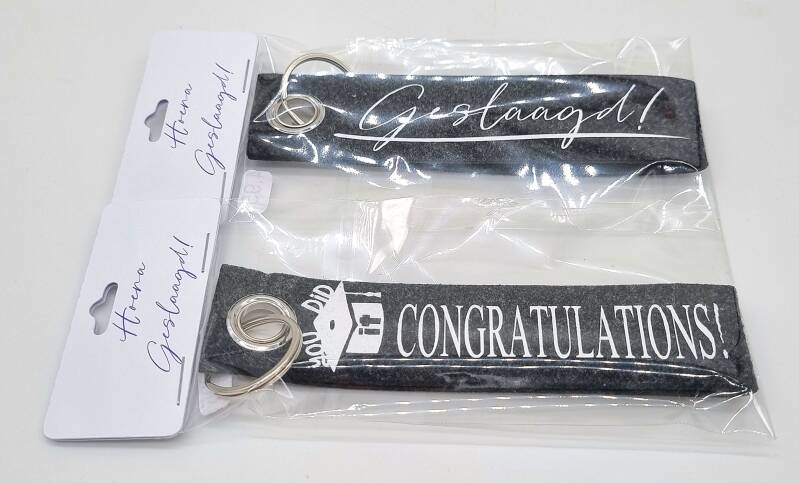 Hoera
Geslaagd!
Geslaagd!
Hoera
Geslaagd!
YOU DID
it
CONGRATULATIONS!